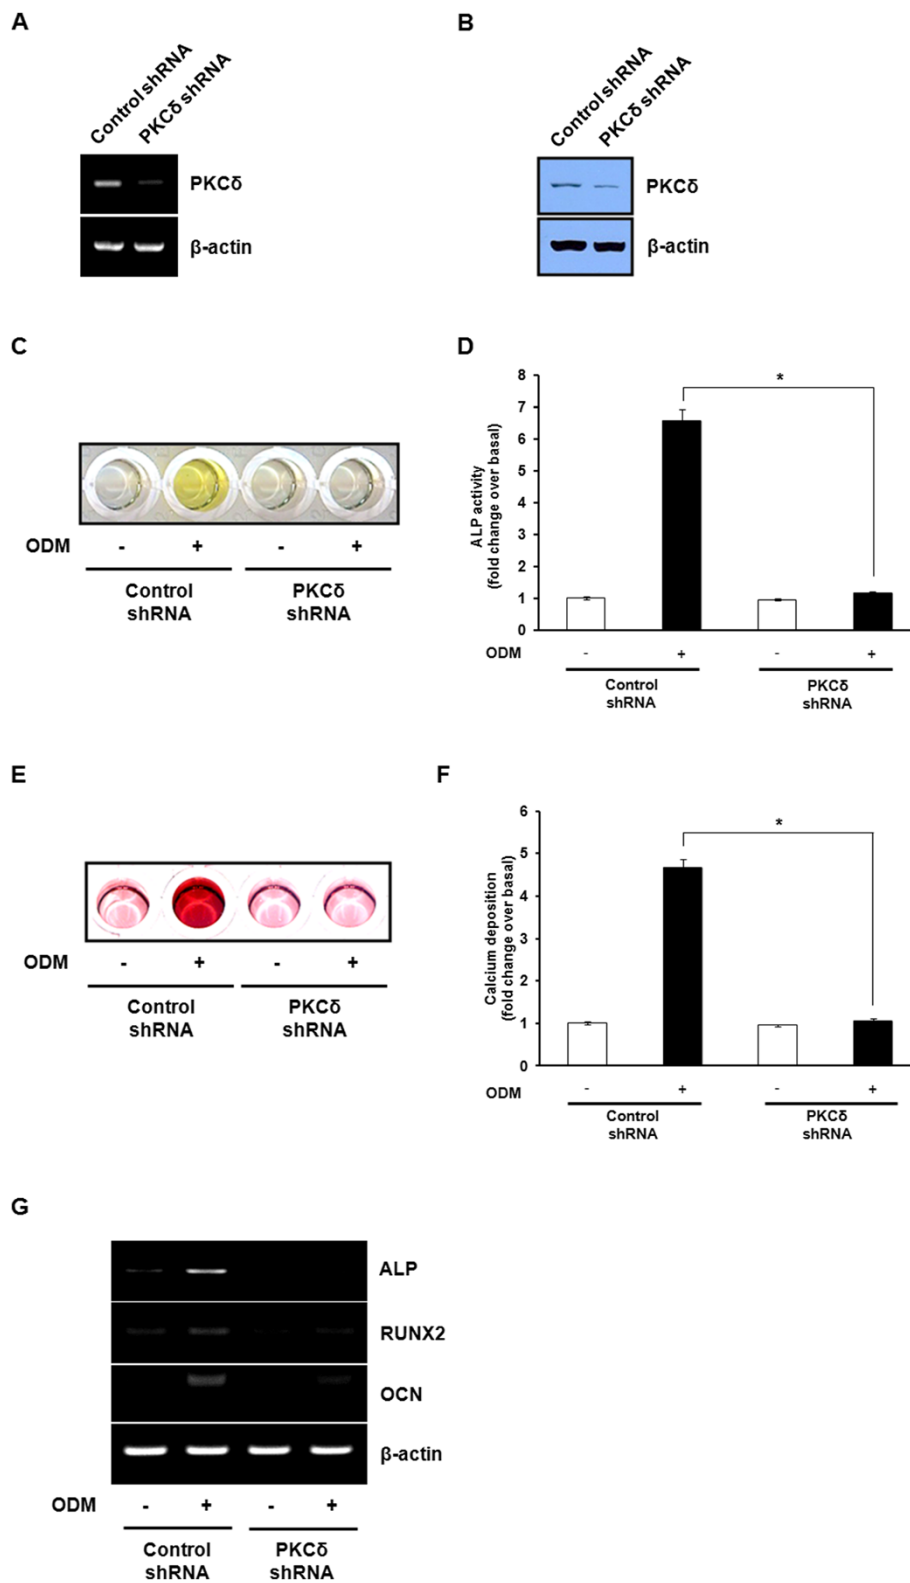 A
Control shRNA
PKCδ shRNA
PKCδ
β-actin
B
Control shRNA
PKCδ shRNA
PKCδ
β-actin
C
ODM - + - +
Control
shRNA
PKCδ
shRNA
D
ALP activity
(fold change over basal)
8
7
6
5
4
3
2
1
0
*
ODM - + - +
Control
shRNA
PKCδ
shRNA
E
ODM - + - +
Control
shRNA
PKCδ
shRNA
F
Calcium deposition
(fold change over basal)
6
5
4
3
2
1
0
*
ODM - + - +
Control
shRNA
PKCδ
shRNA
G
ALP
RUNX2
OCN
β-actin
ODM - + - +
Control
shRNA
PKCδ
shRNA